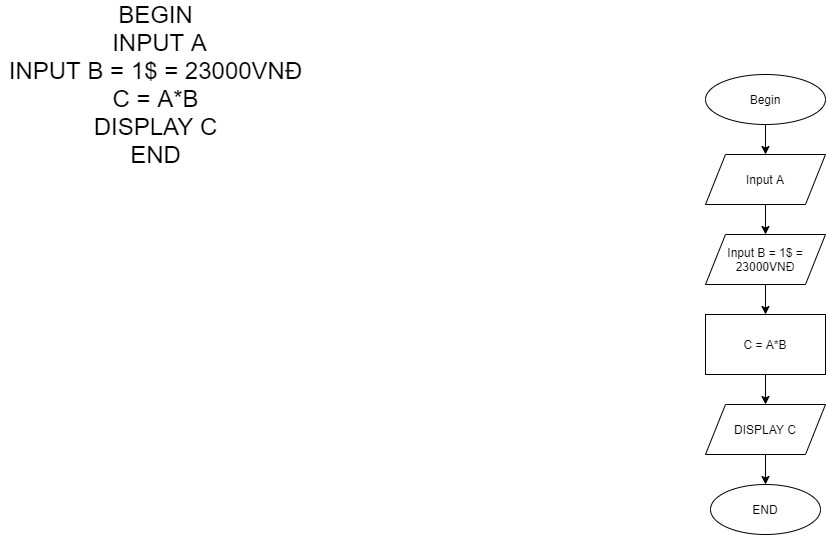 BEGIN
INPUT A
INPUT B = 1$ = 23000VNĐ
C = A*B
DISPLAY C
END
Begin
Input A
Input B = 1$ =
23000VNĐ
C = A*B
DISPLAY C
END